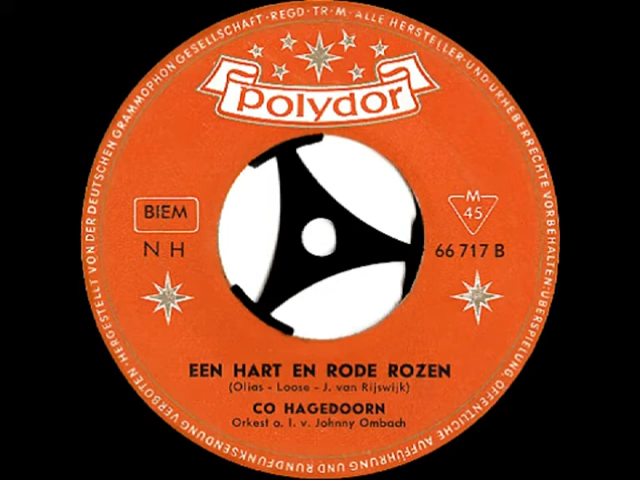 HERGESTELLT VON DER DEUTSCHEN GRAMMOPHON GESELLSCHAFT · REGD · TR · M · ALLE HERSTELLER- UND URHEBERRECHTE VORBEHALTEN · ÜBERSPIELUNG, ÖFFENTLICHE AUFFÜHRUNG UND RUNDFUNKSENDUNG VERBOTEN ·
polydor
BIEM
M
45
N H
66 717 B
EEN HART EN RODE ROZEN
(Olias - Loose - J. van Rijswijk)
CO HAGEDOORN
Orkest o. l. v. Johnny Ombach